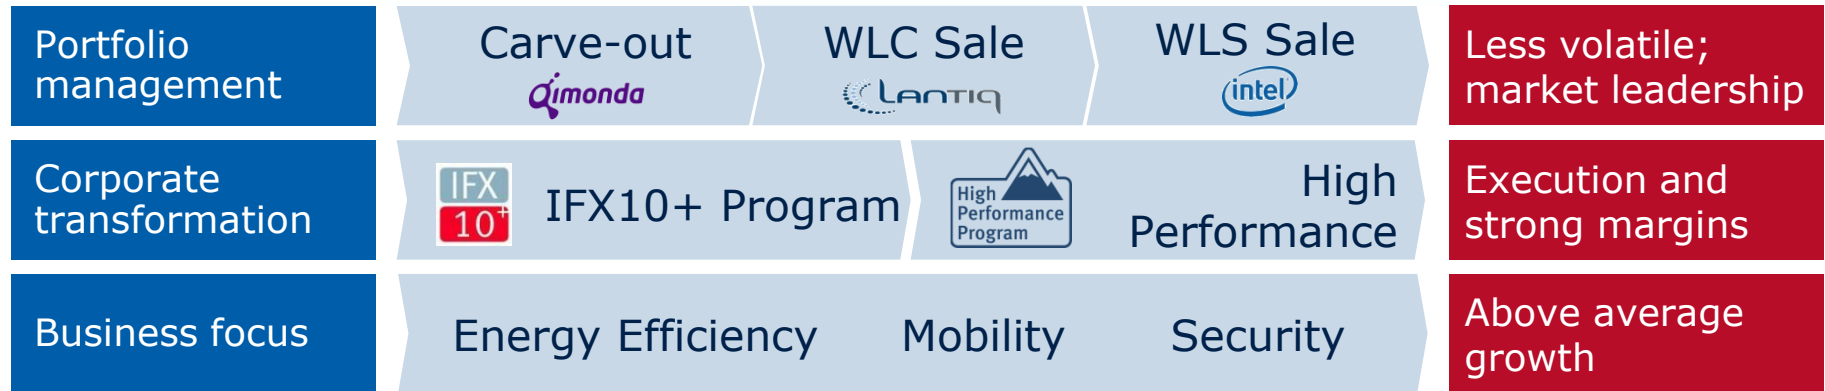 Portfolio
management
Carve-out
Qimonda
WLC Sale
Lantiq
WLS Sale
intel
Less volatile;
market leadership
Corporate
transformation
IFX
10+
IFX10+ Program
High
Performance
Program
High
Performance
Execution and
strong margins
Business focus
Energy Efficiency
Mobility
Security
Above average
growth